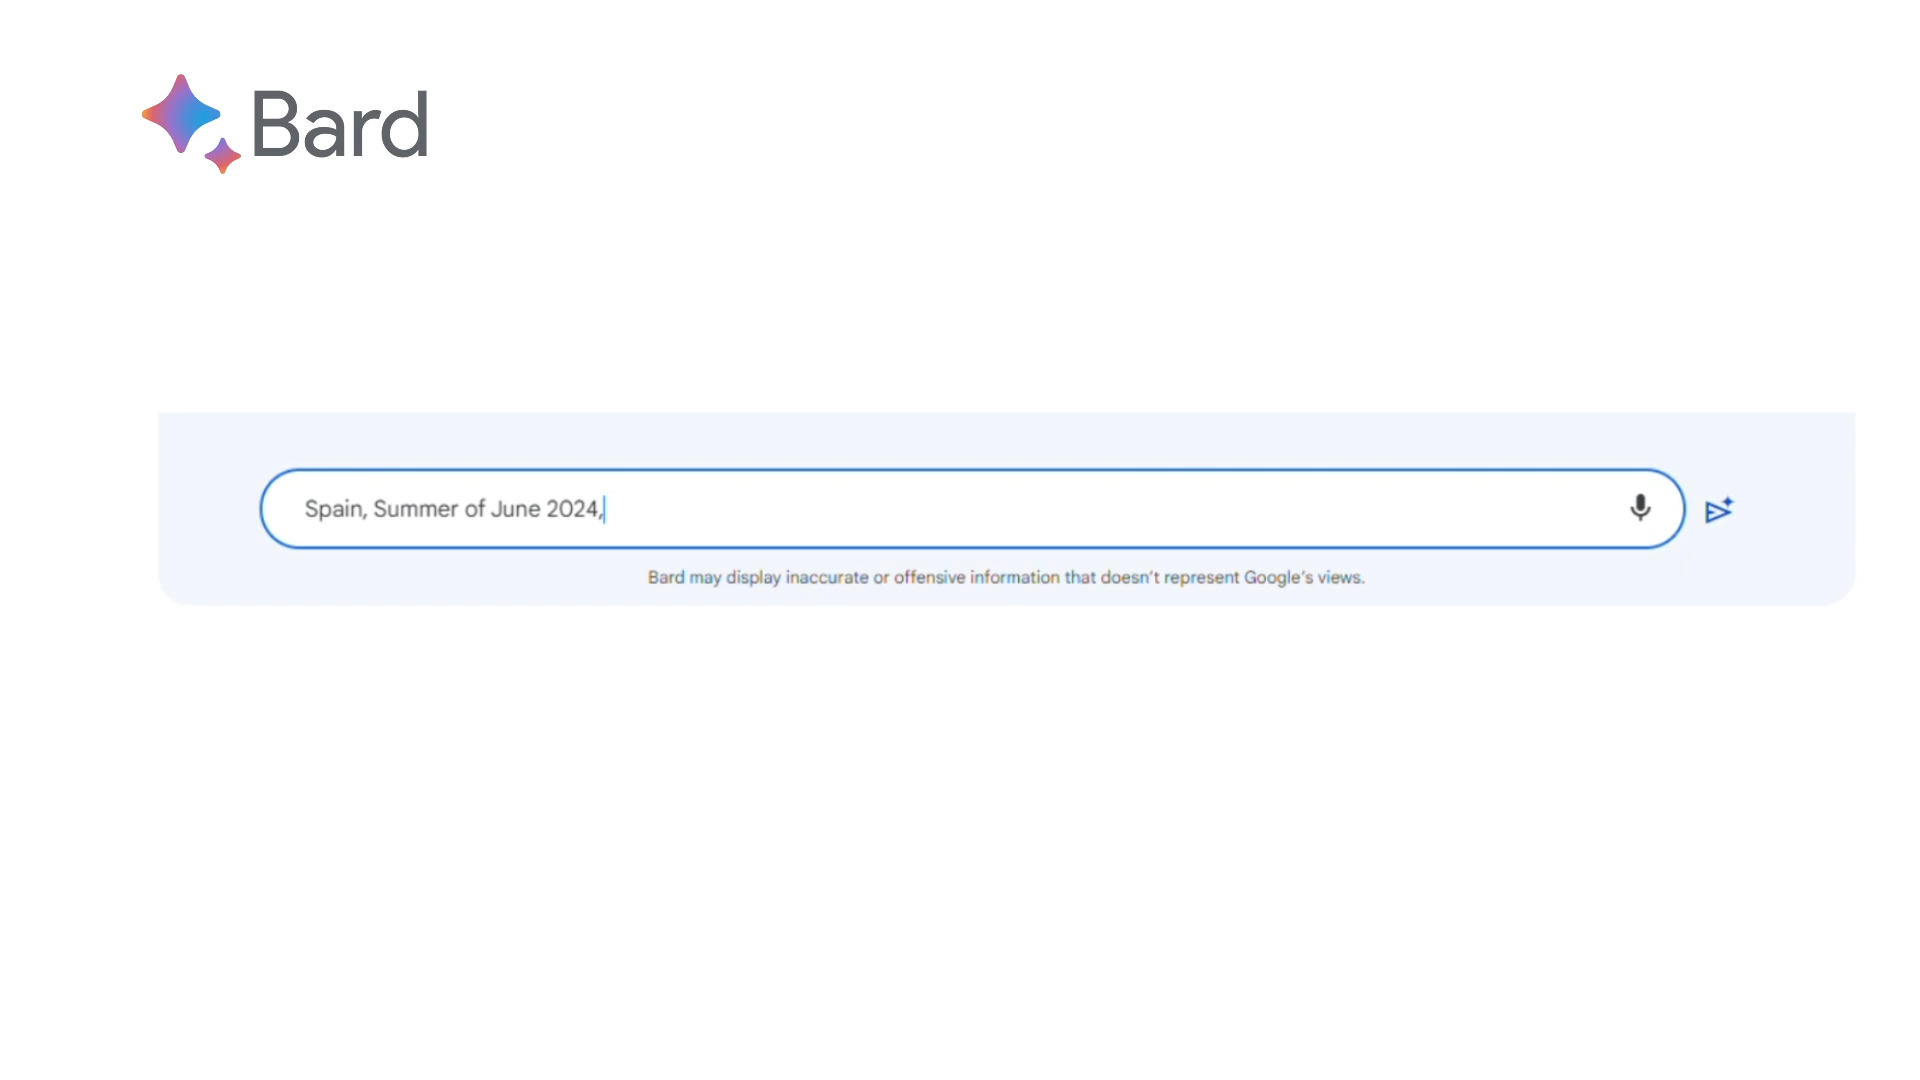 Bard
Spain, Summer of June 2024,
Bard may display inaccurate or offensive information that doesn't represent Google's views.